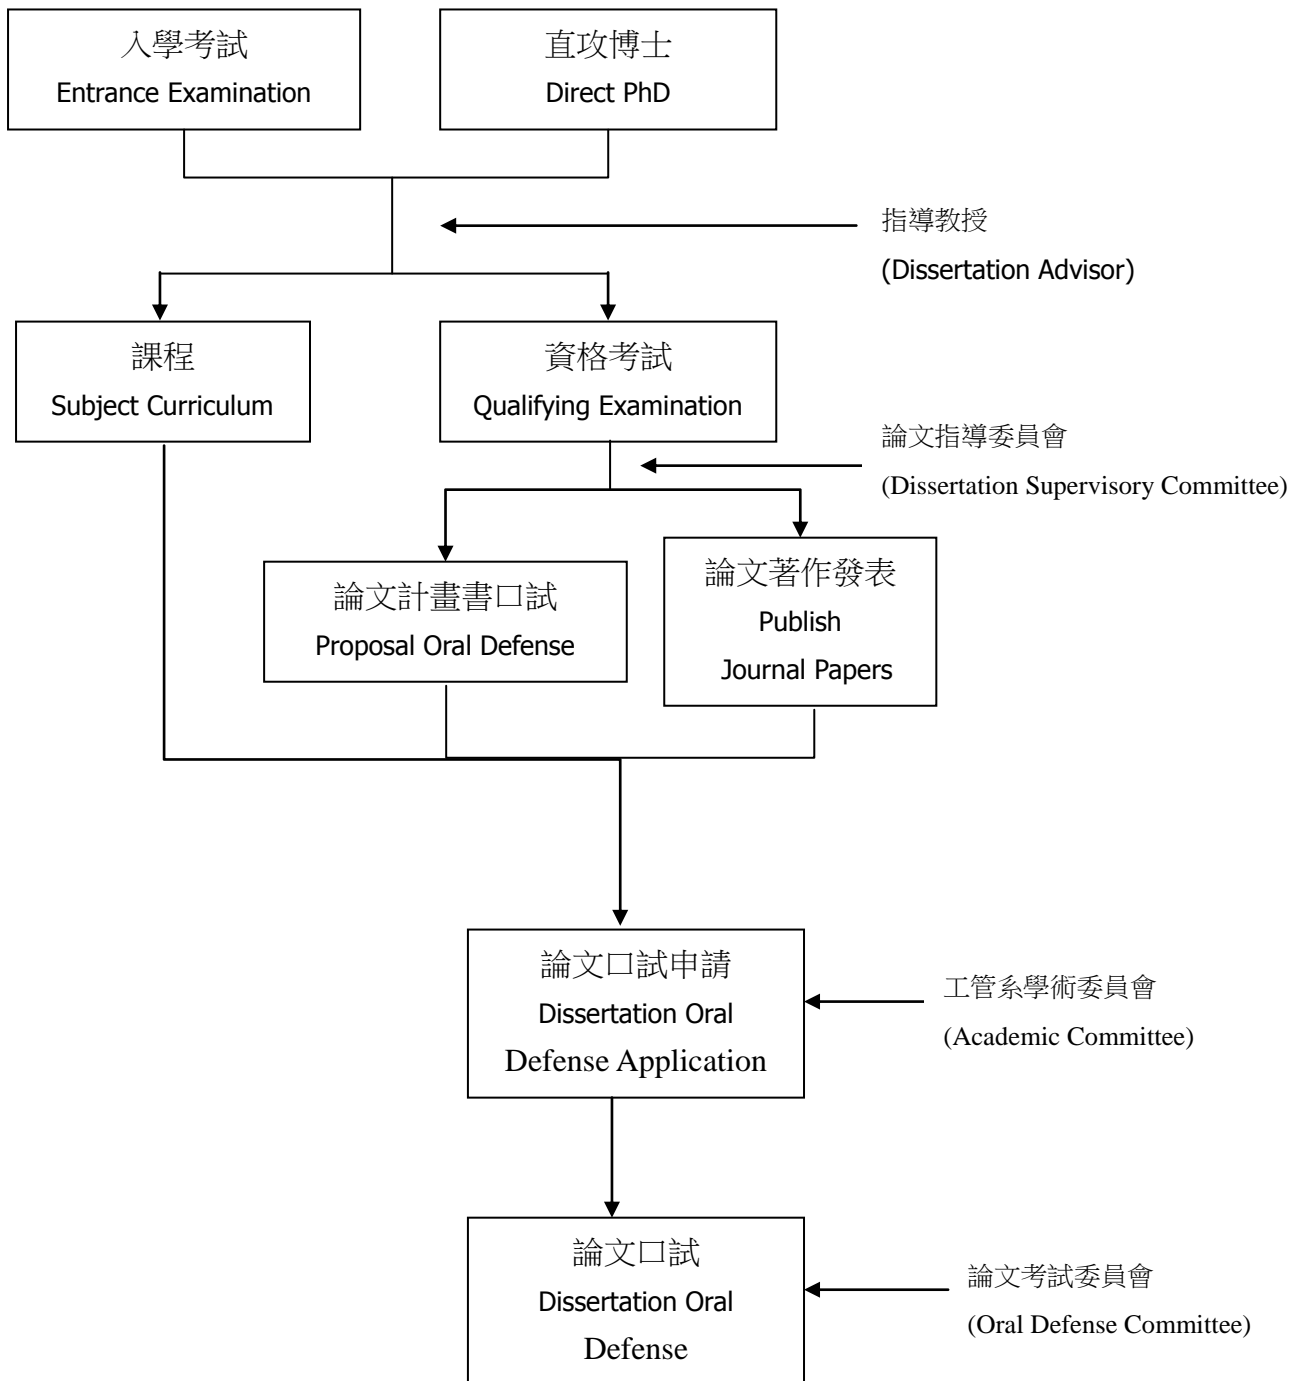 入學考試
Entrance Examination
直攻博士
Direct PhD
指導教授
(Dissertation Advisor)
課程
Subject Curriculum
資格考試
Qualifying Examination
論文指導委員會
(Dissertation Supervisory Committee)
論文計畫書口試
Proposal Oral Defense
論文著作發表
Publish
Journal Papers
論文口試申請
Dissertation Oral
Defense Application
工管系學術委員會
(Academic Committee)
論文口試
Dissertation Oral
Defense
論文考試委員會
(Oral Defense Committee)